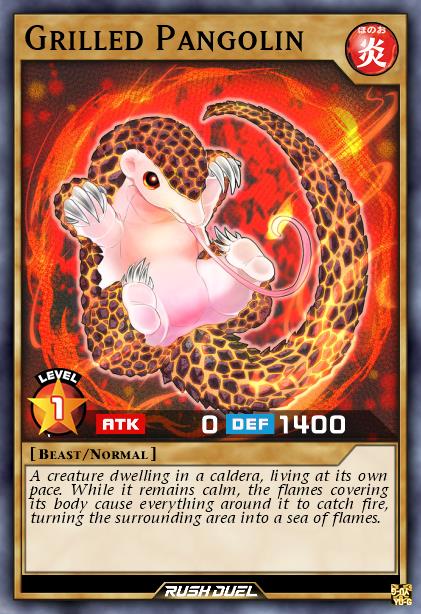 Grilled Pangolin
ほのお
炎
LEVEL
1
ATK 0 DEF 1400
[Beast/Normal]
A creature dwelling in a caldera, living at its own
pace. While it remains calm, the flames covering
its body cause everything around it to catch fire,
turning the surrounding area into a sea of flames.
RUSH DUEL